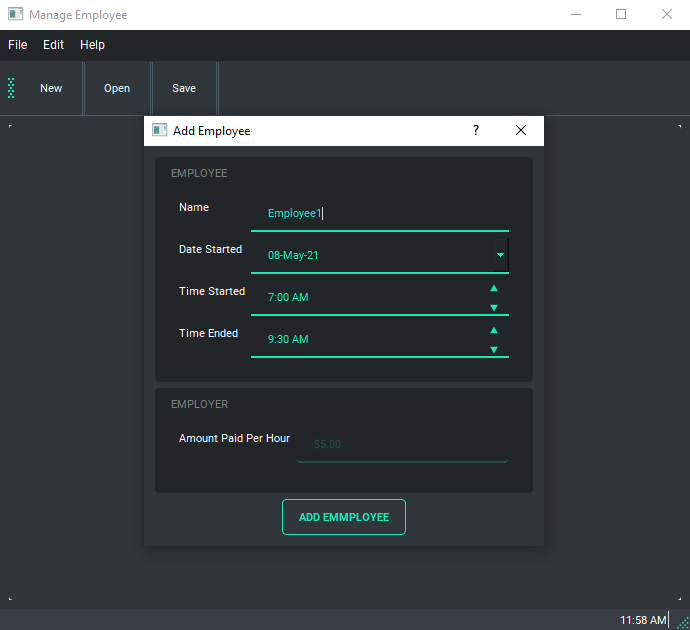 Manage Employee
File Edit Help
New Open Save
Add Employee ?
EMPLOYEE
Name Employee1
Date Started 08-May-21
Time Started 7:00 AM
Time Ended 9:30 AM
EMPLOYER
Amount Paid Per Hour $5.00
ADD EMMPLOYEE
11:58 AM